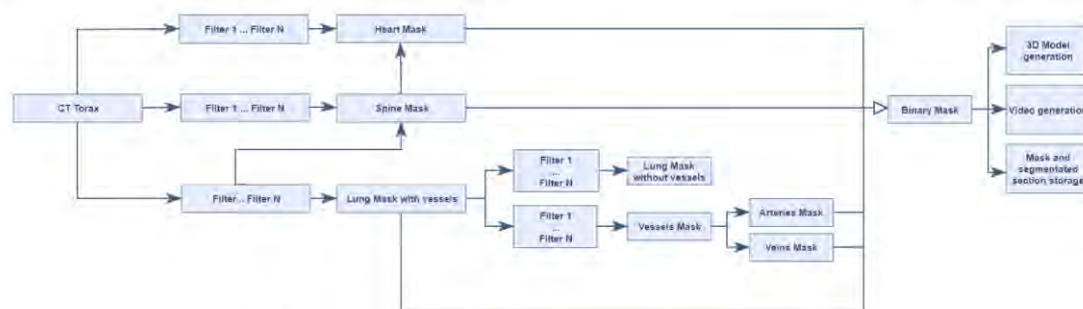 Filter 1 ... Filter N
Heart Mask
3D Model
generation
CT Torax
Filter 1 ... Filter N
Spine Mask
Binary Mask
Video generation
Filter 1
...
Filter N
Lung Mask
without vessels
Mask and
segmentated
section storage
Filter... Filter N
Lung Mask with vessels
Filter 1
...
Filter N
Vessels Mask
Arteries Mask
Veins Mask